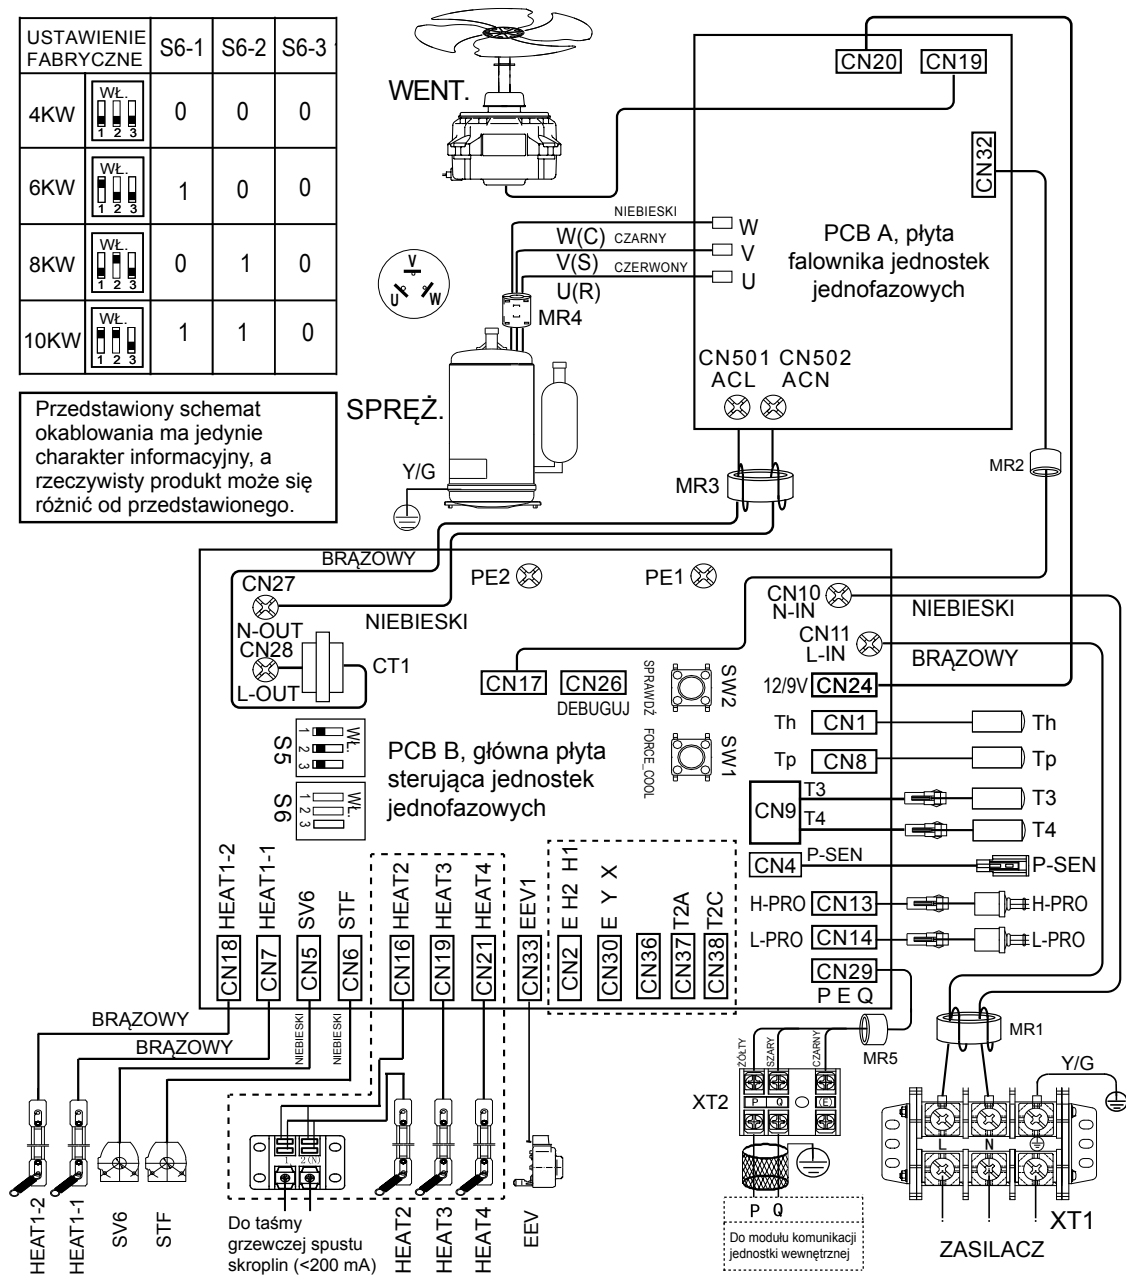 USTAWIENIE FABRYCZNE S6-1 S6-2 S6-3
4KW WŁ. 1 2 3 0 0 0
6KW WŁ. 1 2 3 1 0 0
8KW WŁ. 1 2 3 0 1 0
10KW WŁ. 1 2 3 1 1 0
Przedstawiony schemat
okablowania ma jedynie
charakter informacyjny, a
rzeczywisty produkt może się
różnić od przedstawionego.
WENT.
CN20 CN19
CN32
NIEBIESKI
W
W(C) CZARNY
V
V(S) CZERWONY
U
U(R)
V
U W
MR4
PCB A, płyta
falownika jednostek
jednofazowych
CN501 CN502
ACL ACN
SPRĘŻ.
Y/G
MR3
MR2
BRĄZOWY
CN27
N-OUT
NIEBIESKI
CN28
L-OUT
CT1
PE2
PE1
CN10
N-IN
NIEBIESKI
CN11
L-IN
BRĄZOWY
CN17 CN26
DEBUGUJ
SPRAWDŹ
SW2
FORCE_COOL
SW1
12/9V CN24
Th CN1 Th
Tp CN8 Tp
CN9
T3 T3
T4 T4
CN4 P-SEN P-SEN
H-PRO CN13 H-PRO
L-PRO CN14 L-PRO
CN29
P E Q
S5
1 2 3 WŁ.
S6
1 2 3 WŁ.
PCB B, główna płyta
sterująca jednostek
jednofazowych
HEAT1-2 HEAT1-1 SV6 STF HEAT2 HEAT3 HEAT4 EEV1 E H2 H1 E Y X T2A T2C
CN18 CN7 CN5 CN6 CN16 CN19 CN21 CN33 CN2 CN30 CN36 CN37 CN38
BRĄZOWY
BRĄZOWY
NIEBIESKI
NIEBIESKI
MR5
MR1
ŻÓŁTY SZARY CZARNY
XT2
P Q E
P Q
Do modułu komunikacji
jednostki wewnętrznej
Y/G
L N
XT1
ZASILACZ
HEAT1-2 HEAT1-1 SV6 STF
Do taśmy
grzewczej spustu
skroplin (<200 mA)
HEAT2 HEAT3 HEAT4 EEV